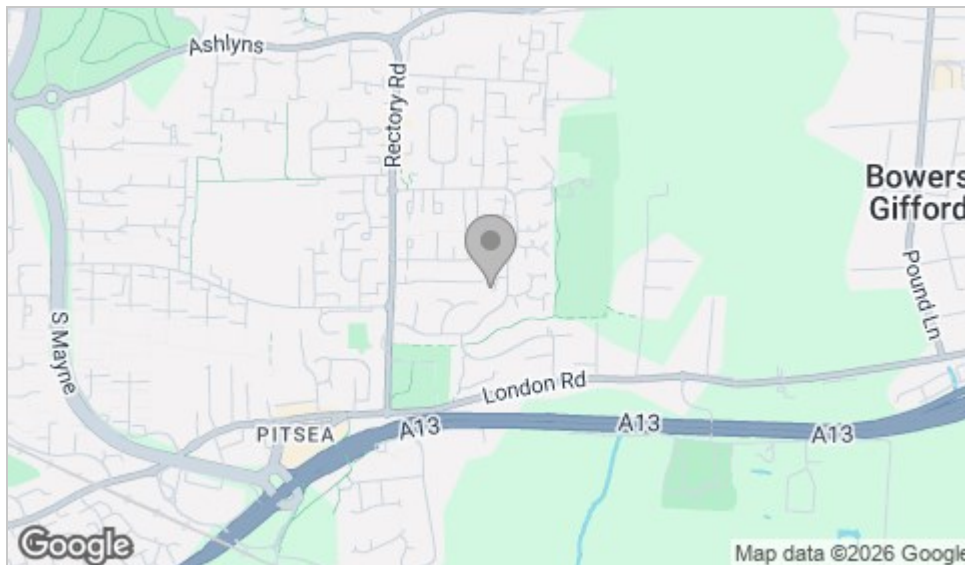 Ashlyns
Rectory Rd
Bowers
Gifford
Pound Ln
S Mayne
London Rd
PITSEA
A13
A13
A13
Google
Map data ©2026 Google